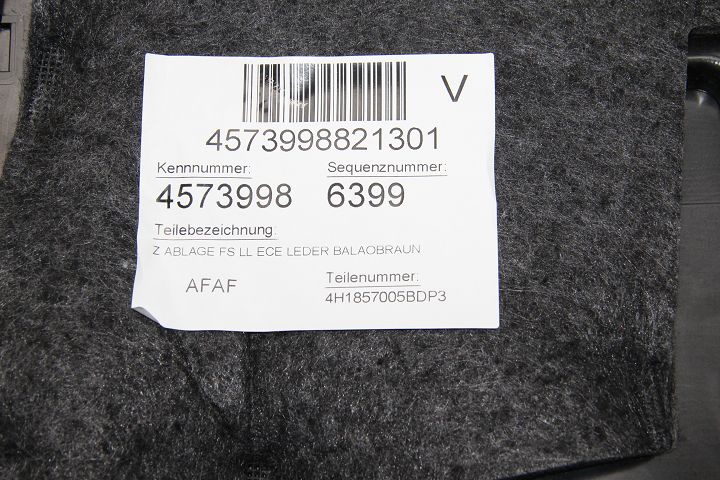 V
4573998821301
Kennnummer: Sequenznummer:
4573998 6399
Teilebezeichnung:
Z ABLAGE FS LL ECE LEDER BALAOBRAUN
AFAF Teilenummer:
4H1857005BDP3